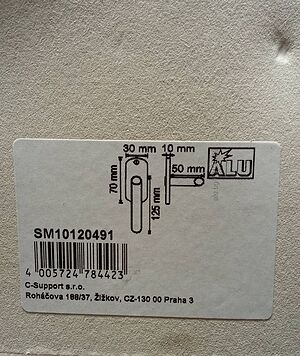 30 mm 10 mm
70 mm
125 mm
50 mm
ALU
SM10120491
4 005724 784423
C-Support s.r.o.
Roháčova 188/37, Žižkov, CZ-130 00 Praha 3